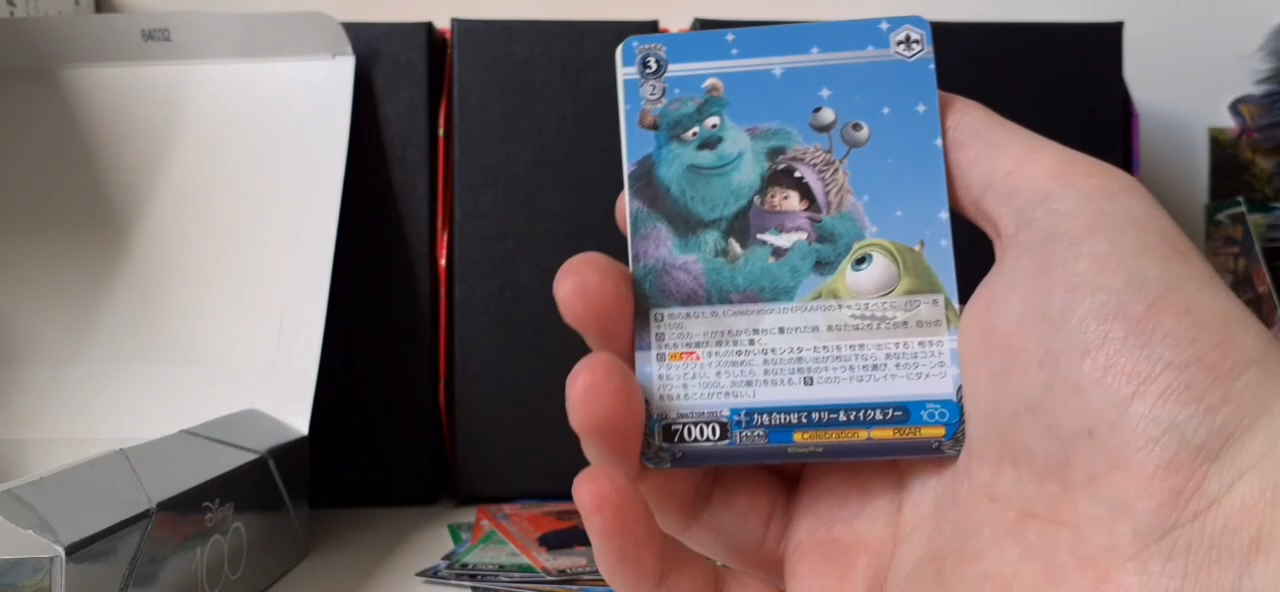 64032
3
2
他のあなたの、《Celebration》か《PIXAR》のキャラすべてに、パワーを
+1500。
このカードが手札から舞台に置かれた時、あなたは2枚まで引き、自分の
手札を1枚選び、控え室に置く。
[手札の「ゆかいなモンスターたち」を1枚思い出にする] 相手の
アタックフェイズの始めに、あなたの思い出が3枚以下なら、あなたはコスト
を払ってよい。そうしたら、あなたは相手のキャラを1枚選び、そのターン中、
パワーを−1000し、次の能力を与える。『 このカードはプレイヤーにダメージ
を与えることができない。』
力を合わせて サリー&マイク&ブー
Disney
100
7000
Celebration
PIXAR
©Disney/Pixar
Disney
100